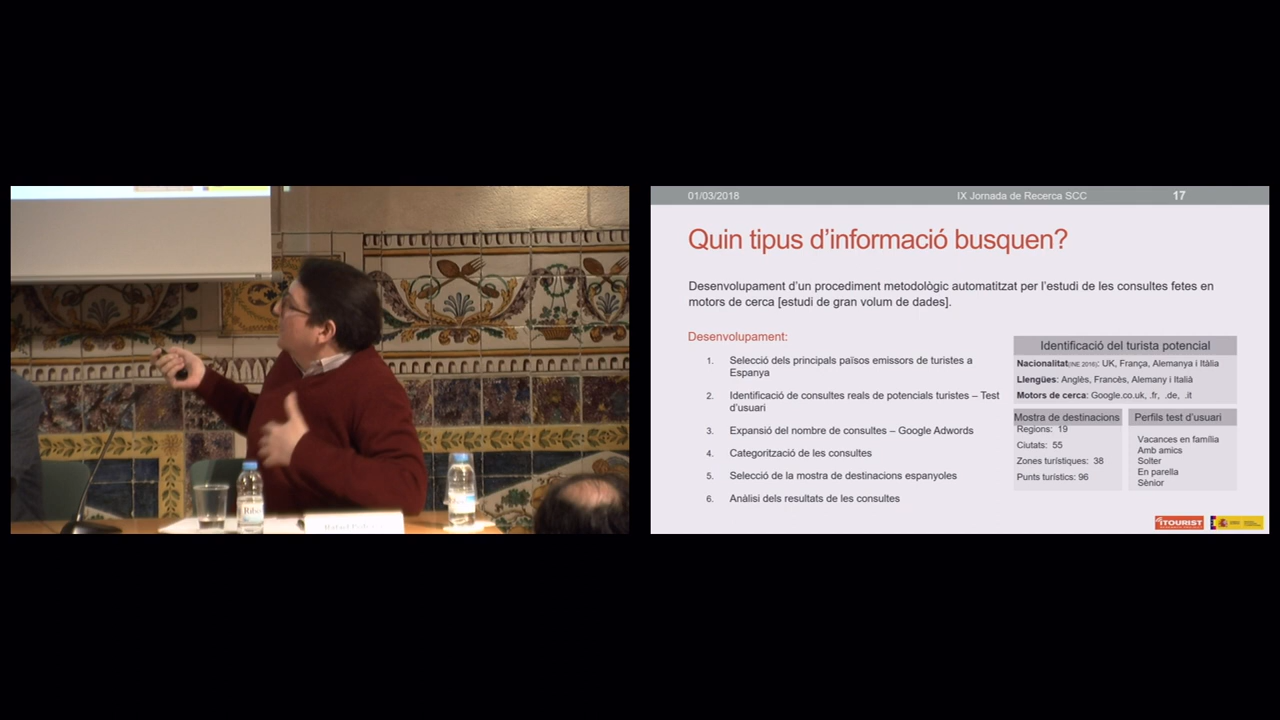 01/03/2018 IX Jornada de Recerca SCC 17
Quin tipus d'informació busquen?
Desenvolupament d'un procediment metodològic automatitzat per l'estudi de les consultes fetes en
motors de cerca [estudi de gran volum de dades].
Desenvolupament:
1. Selecció dels principals països emissors de turistes a
Espanya
2. Identificació de consultes reals de potencials turistes – Test
d'usuari
3. Expansió del nombre de consultes – Google Adwords
4. Categorització de les consultes
5. Selecció de la mostra de destinacions espanyoles
6. Anàlisi dels resultats de les consultes
Identificació del turista potencial
Nacionalitat(INE 2016): UK, França, Alemanya i Itàlia
Llengües: Anglès, Francès, Alemany i Italià
Motors de cerca: Google.co.uk, .fr, .de, .it
Mostra de destinacions
Regions: 19
Ciutats: 55
Zones turístiques: 38
Punts turístics: 96
Perfils test d'usuari
Vacances en família
Amb amics
Solter
En parella
Sènior
ITOURIST